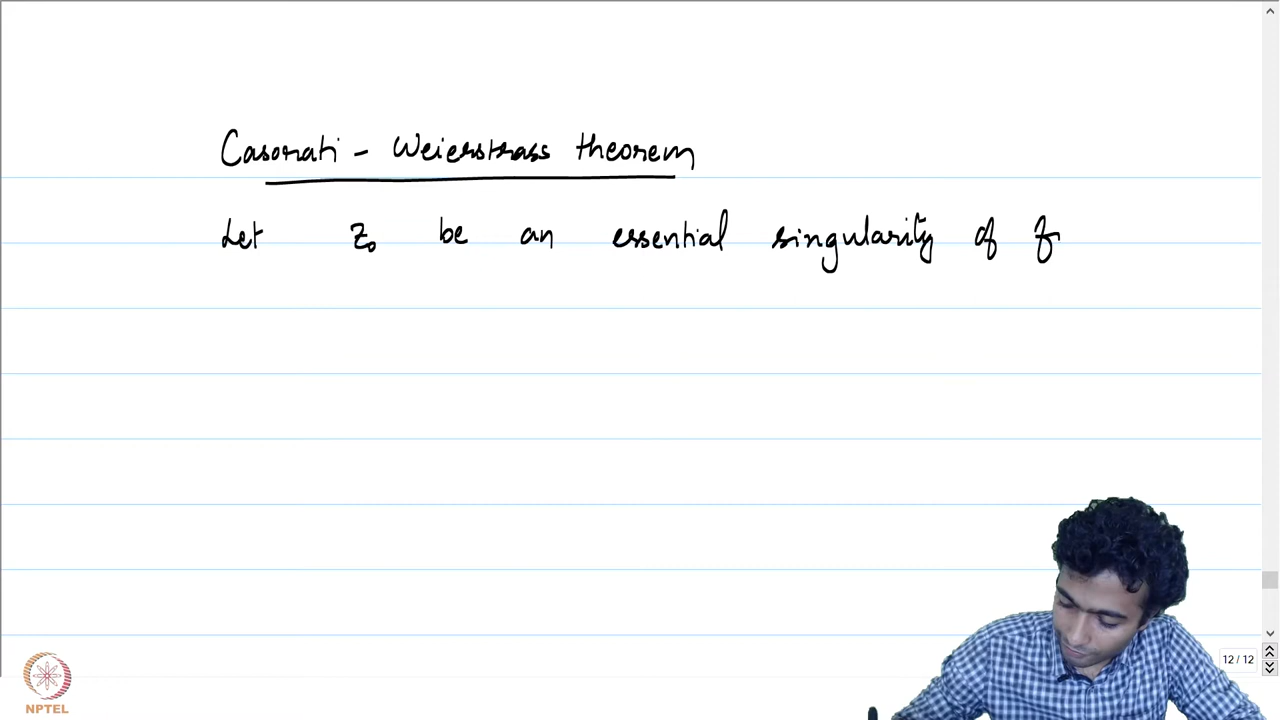 Casorati - Weierstrass theorem
Let z₀ be an essential singularity of f
12 / 12
NPTEL